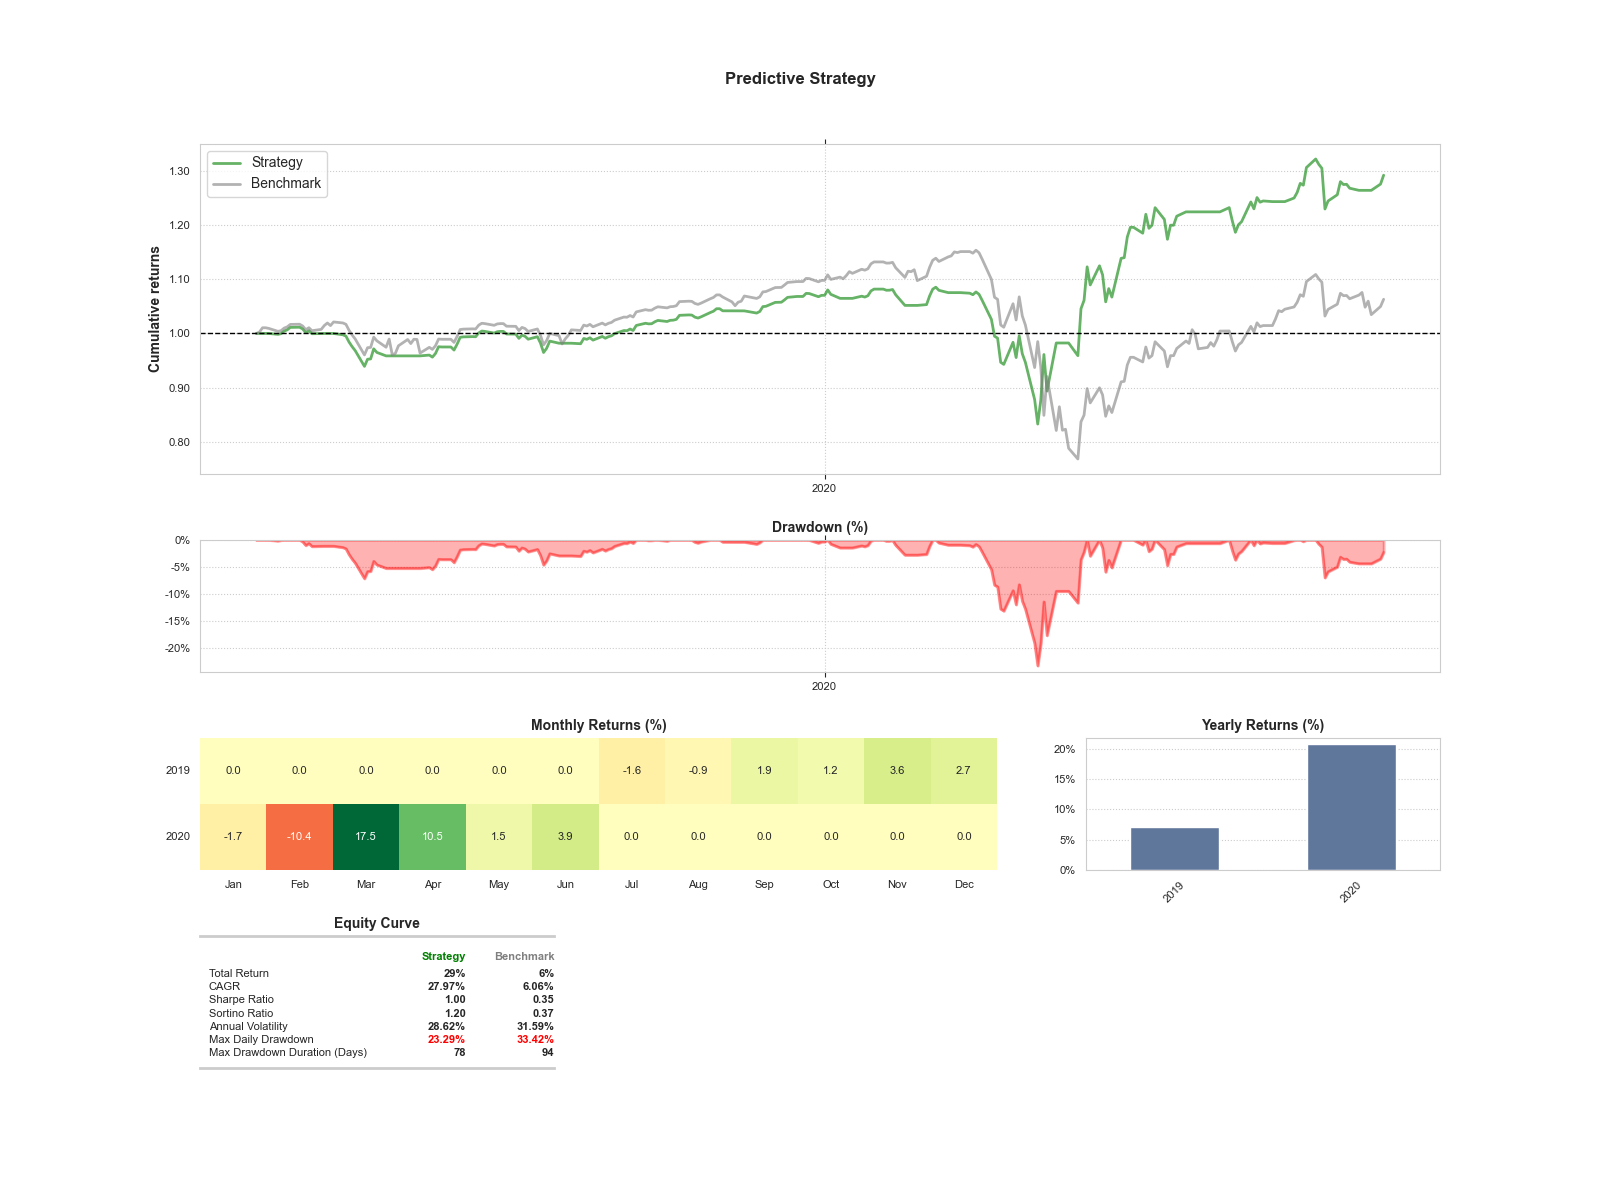 Predictive Strategy
Strategy
Benchmark
Cumulative returns
1.30
1.20
1.10
1.00
0.90
0.80
2020
Drawdown (%)
0%
-5%
-10%
-15%
-20%
2020
Monthly Returns (%)
2019 0.0 0.0 0.0 0.0 0.0 0.0 -1.6 -0.9 1.9 1.2 3.6 2.7
2020 -1.7 -10.4 17.5 10.5 1.5 3.9 0.0 0.0 0.0 0.0 0.0 0.0
Jan Feb Mar Apr May Jun Jul Aug Sep Oct Nov Dec
Yearly Returns (%)
20%
15%
10%
5%
0%
2019 2020
Equity Curve
Strategy Benchmark
Total Return 29% 6%
CAGR 27.97% 6.06%
Sharpe Ratio 1.00 0.35
Sortino Ratio 1.20 0.37
Annual Volatility 28.62% 31.59%
Max Daily Drawdown 23.29% 33.42%
Max Drawdown Duration (Days) 78 94